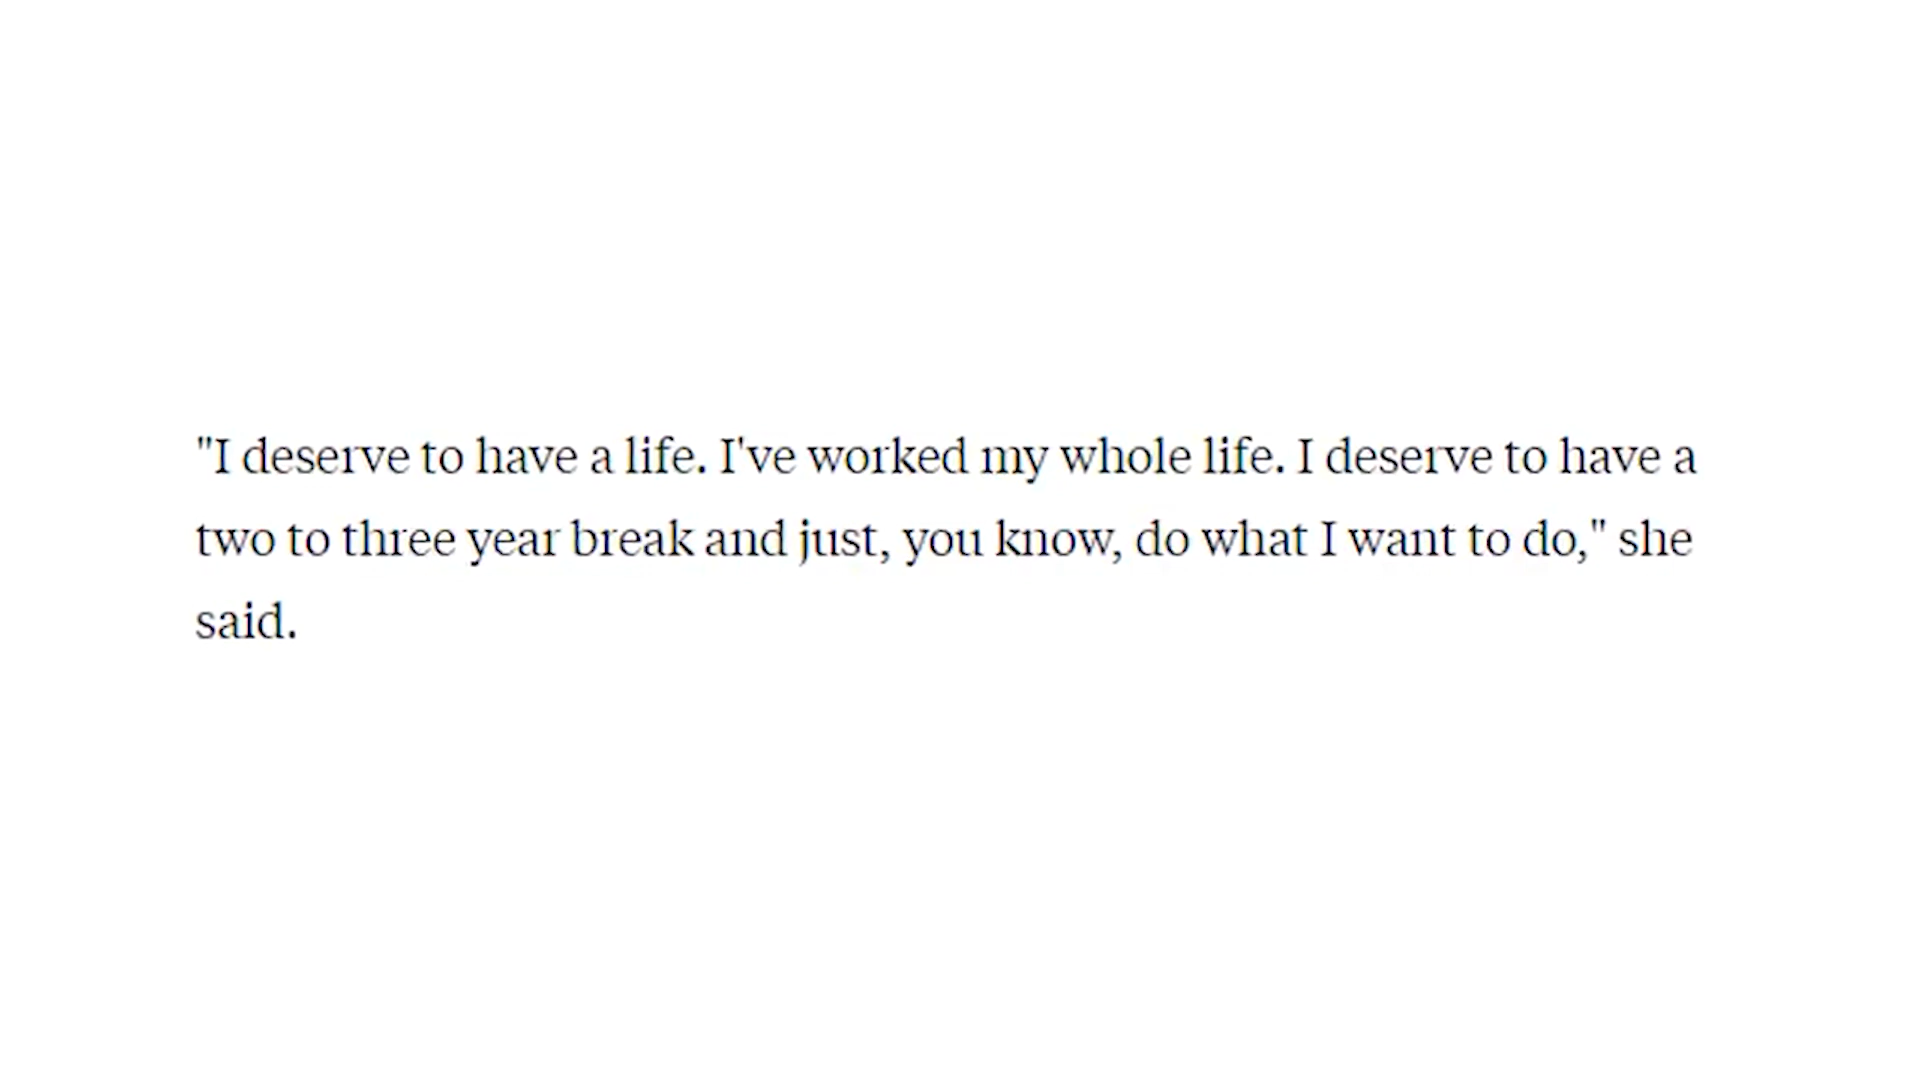 "I deserve to have a life. I've worked my whole life. I deserve to have a
two to three year break and just, you know, do what I want to do," she
said.